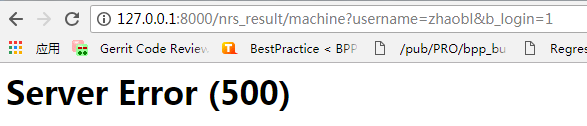 127.0.0.1:8000/nrs_result/machine?username=zhaobl&b_login=1
应用 Gerrit Code Review BestPractice < BPP /pub/PRO/bpp_bu Regres
Server Error (500)